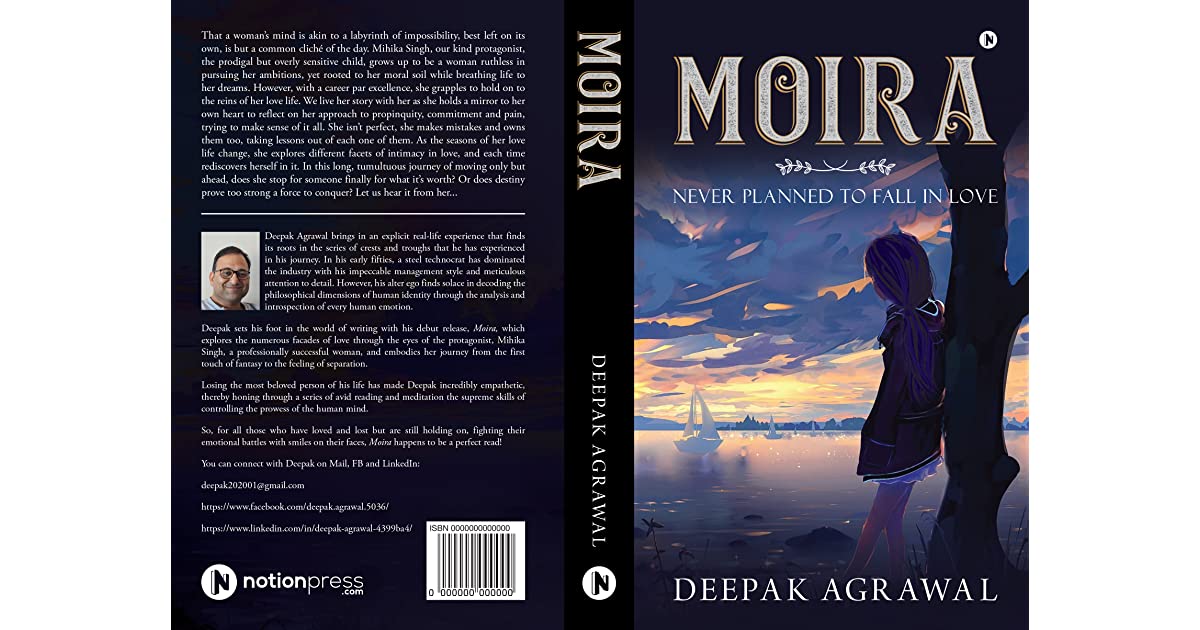 That a woman's mind is akin to a labyrinth of impossibility, best left on its
own, is but a common cliché of the day. Mihika Singh, our kind protagonist,
the prodigal but overly sensitive child, grows up to be a woman ruthless in
pursuing her ambitions, yet rooted to her moral soil while breathing life to
her dreams. However, with a career par excellence, she grapples to hold on to
the reins of her love life. We live her story with her as she holds a mirror to her
own heart to reflect on her approach to propinquity, commitment and pain,
trying to make sense of it all. She isn't perfect, she makes mistakes and owns
them too, taking lessons out of each one of them. As the seasons of her love
life change, she explores different facets of intimacy in love, and each time
rediscovers herself in it. In this long, tumultuous journey of moving only but
ahead, does she stop for someone finally for what it's worth? Or does destiny
prove too strong a force to conquer? Let us hear it from her...
Deepak Agrawal brings in an explicit real-life experience that finds
its roots in the series of crests and troughs that he has experienced
in his journey. In his early fifties, a steel technocrat has dominated
the industry with his impeccable management style and meticulous
attention to detail. However, his alter ego finds solace in decoding the
philosophical dimensions of human identity through the analysis and
introspection of every human emotion.
Deepak sets his foot in the world of writing with his debut release, Moira, which
explores the numerous facades of love through the eyes of the protagonist, Mihika
Singh, a professionally successful woman, and embodies her journey from the first
touch of fantasy to the feeling of separation.
Losing the most beloved person of his life has made Deepak incredibly empathetic,
thereby honing through a series of avid reading and meditation the supreme skills of
controlling the prowess of the human mind.
So, for all those who have loved and lost but are still holding on, fighting their
emotional battles with smiles on their faces, Moira happens to be a perfect read!
You can connect with Deepak on Mail, FB and LinkedIn:
deepak202001@gmail.com
https://www.facebook.com/deepak.agrawal.5036/
https://www.linkedin.com/in/deepak-agrawal-4399ba4/
ISBN 0000000000000
0 000000 000000
N notionpress
.com
MOIRA
DEEPAK AGRAWAL
N
N
MOIRA
NEVER PLANNED TO FALL IN LOVE
DEEPAK AGRAWAL